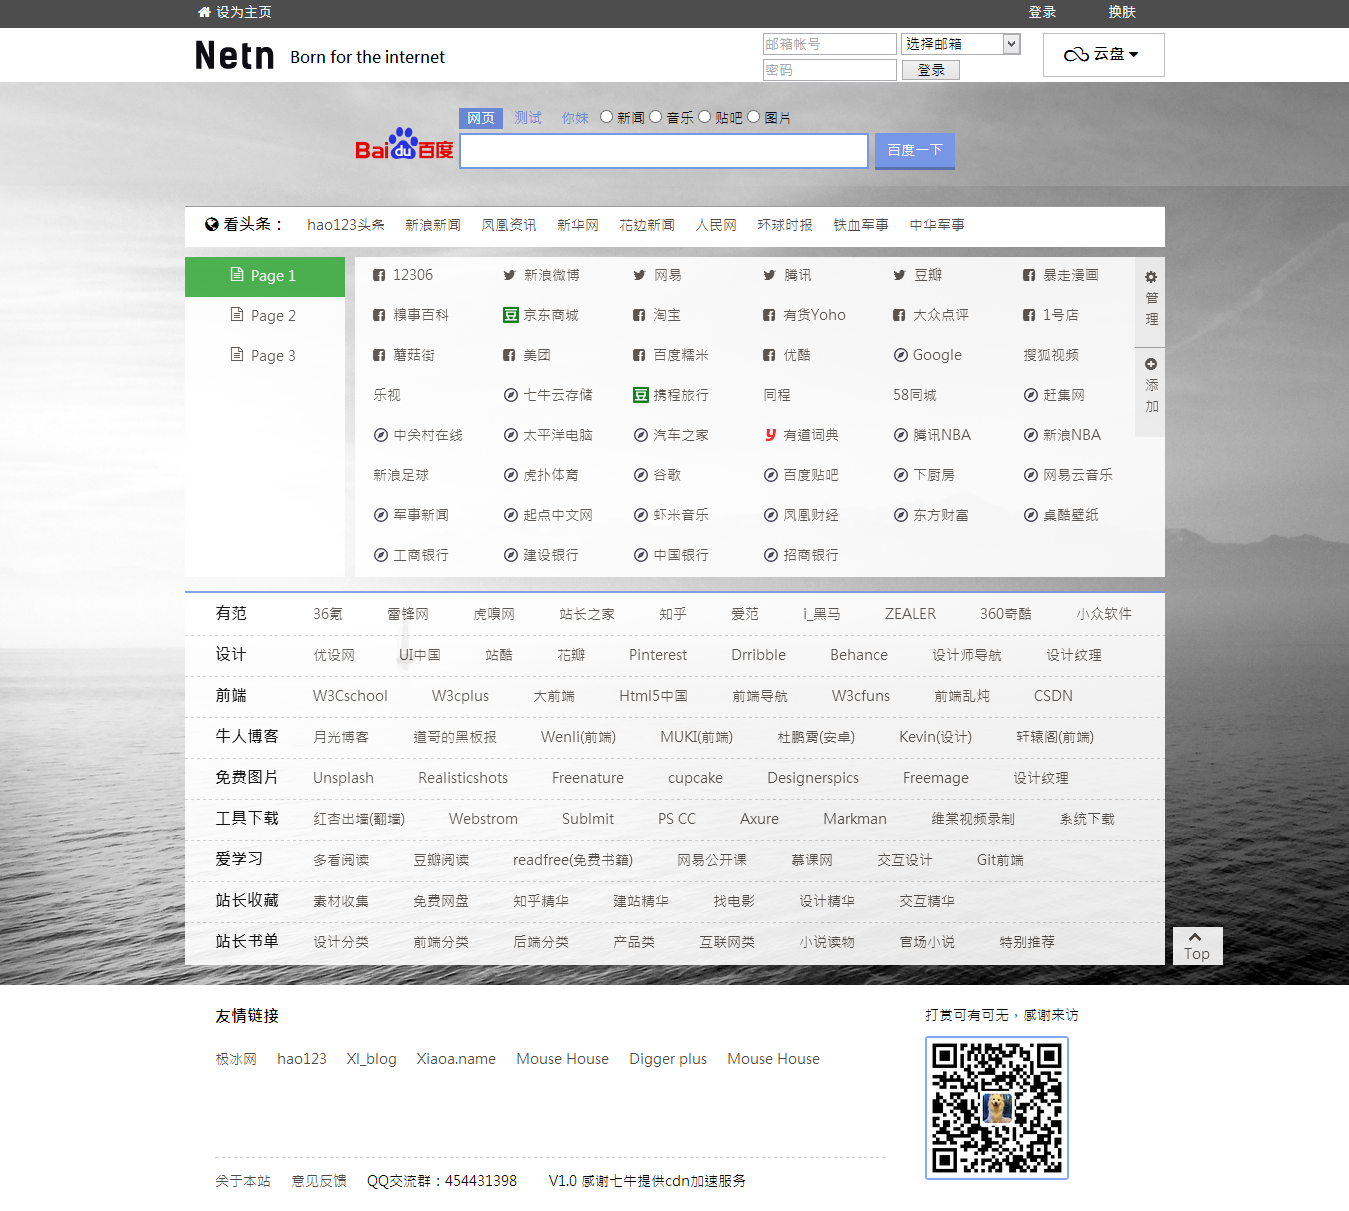 设为主页 登录 换肤
Netn Born for the internet
邮箱帐号 选择邮箱 云盘
密码 登录
网页 测试 你妹 新闻 音乐 贴吧 图片
Bai du 百度 百度一下
看头条： hao123头条 新浪新闻 凤凰资讯 新华网 花边新闻 人民网 环球时报 铁血军事 中华军事
Page 1 12306 新浪微博 网易 腾讯 豆瓣 暴走漫画 管理
Page 2 糗事百科 豆 京东商城 淘宝 有货Yoho 大众点评 1号店
Page 3 蘑菇街 美团 百度糯米 优酷 Google 搜狐视频 添加
乐视 七牛云存储 豆 携程旅行 同程 58同城 赶集网
中关村在线 太平洋电脑 汽车之家 y 有道词典 腾讯NBA 新浪NBA
新浪足球 虎扑体育 谷歌 百度贴吧 下厨房 网易云音乐
军事新闻 起点中文网 虾米音乐 凤凰财经 东方财富 桌酷壁纸
工商银行 建设银行 中国银行 招商银行
有范 36氪 雷锋网 虎嗅网 站长之家 知乎 爱范 i_黑马 ZEALER 360奇酷 小众软件
设计 优设网 UI中国 站酷 花瓣 Pinterest Drribble Behance 设计师导航 设计纹理
前端 W3Cschool W3cplus 大前端 Html5中国 前端导航 W3cfuns 前端乱炖 CSDN
牛人博客 月光博客 道哥的黑板报 Wenli(前端) MUKI(前端) 杜鹏霄(安卓) Kevin(设计) 轩辕阁(前端)
免费图片 Unsplash Realisticshots Freenature cupcake Designerspics Freemage 设计纹理
工具下载 红杏出墙(翻墙) Webstrom Sublmit PS CC Axure Markman 维棠视频录制 系统下载
爱学习 多看阅读 豆瓣阅读 readfree(免费书籍) 网易公开课 慕课网 交互设计 Git前端
站长收藏 素材收集 免费网盘 知乎精华 建站精华 找电影 设计精华 交互精华
站长书单 设计分类 前端分类 后端分类 产品类 互联网类 小说读物 官场小说 特别推荐
Top
友情链接 打赏可有可无，感谢来访
极冰网 hao123 Xl_blog Xiaoa.name Mouse House Digger plus Mouse House
关于本站 意见反馈 QQ交流群：454431398 V1.0 感谢七牛提供cdn加速服务